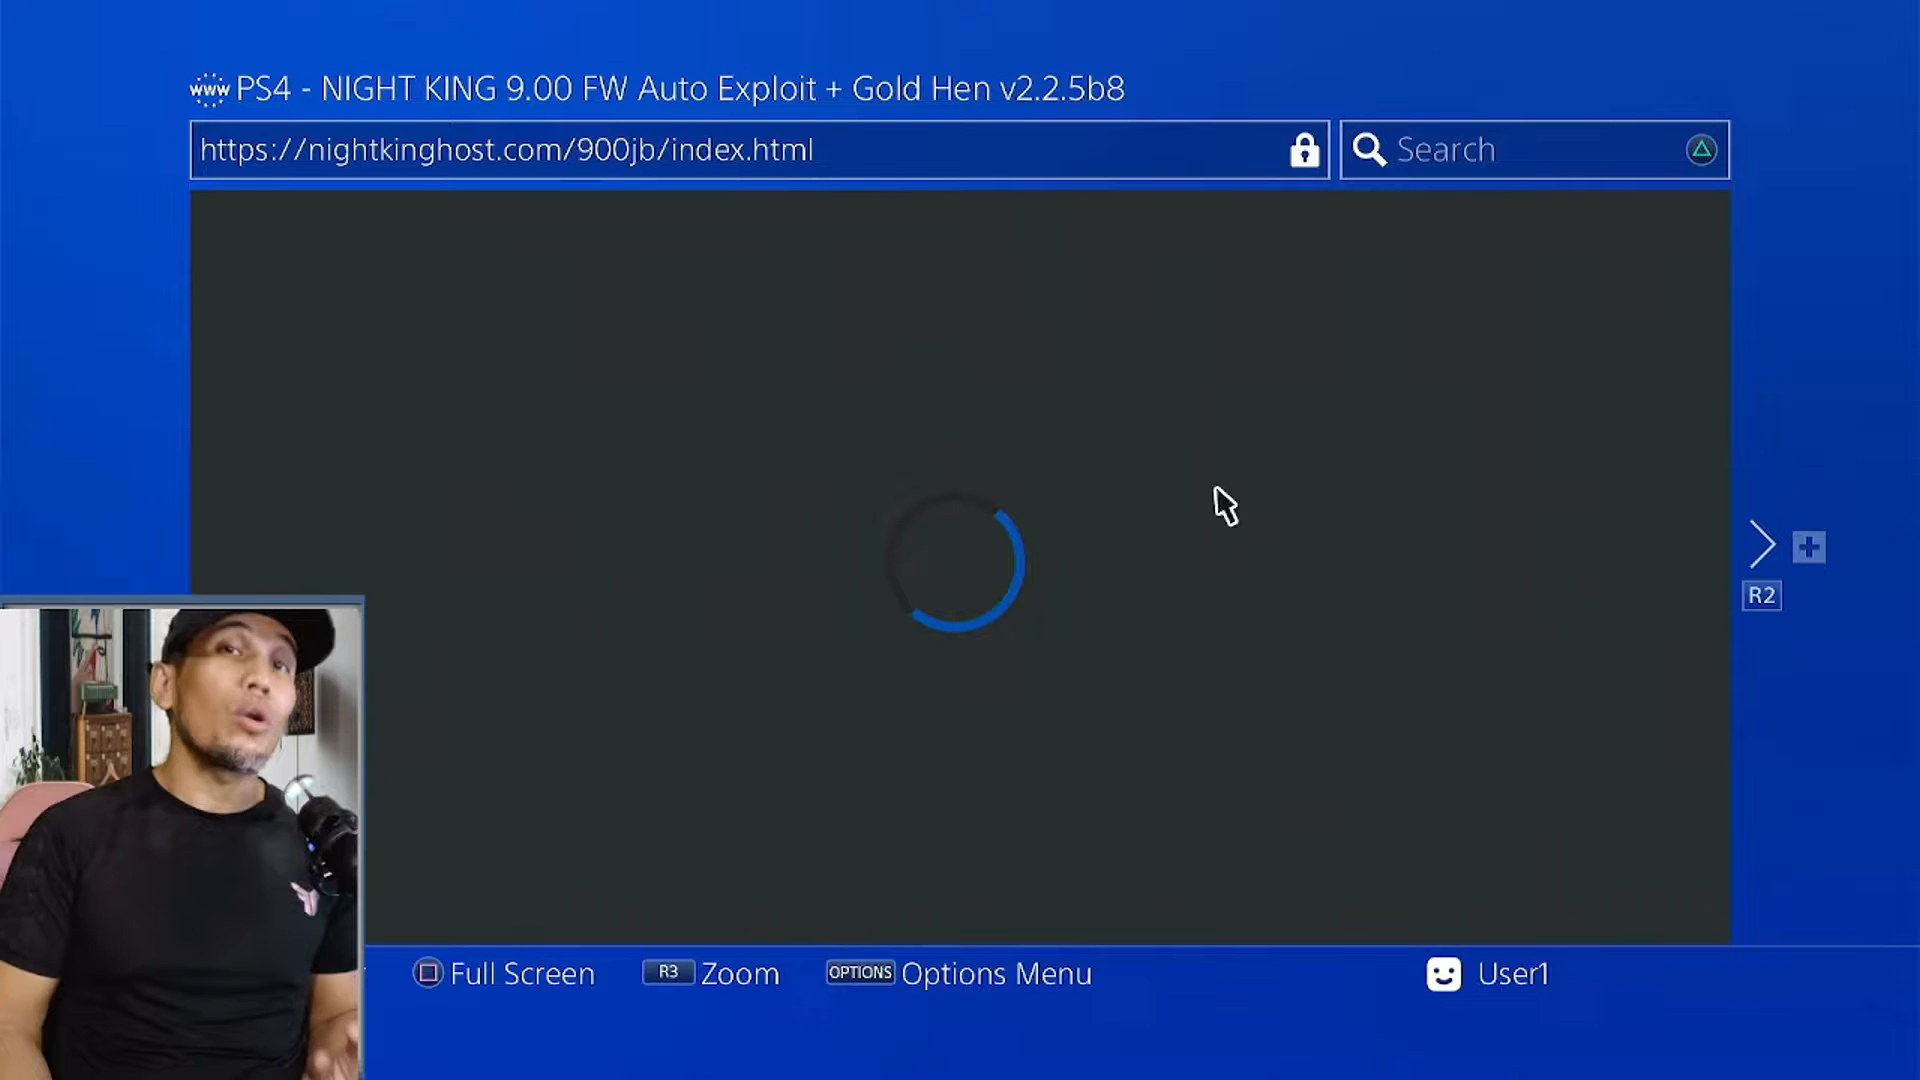 www PS4 - NIGHT KING 9.00 FW Auto Exploit + Gold Hen v2.2.5b8
https://nightkinghost.com/900jb/index.html
Search
R2
Full Screen
R3 Zoom
OPTIONS Options Menu
User1